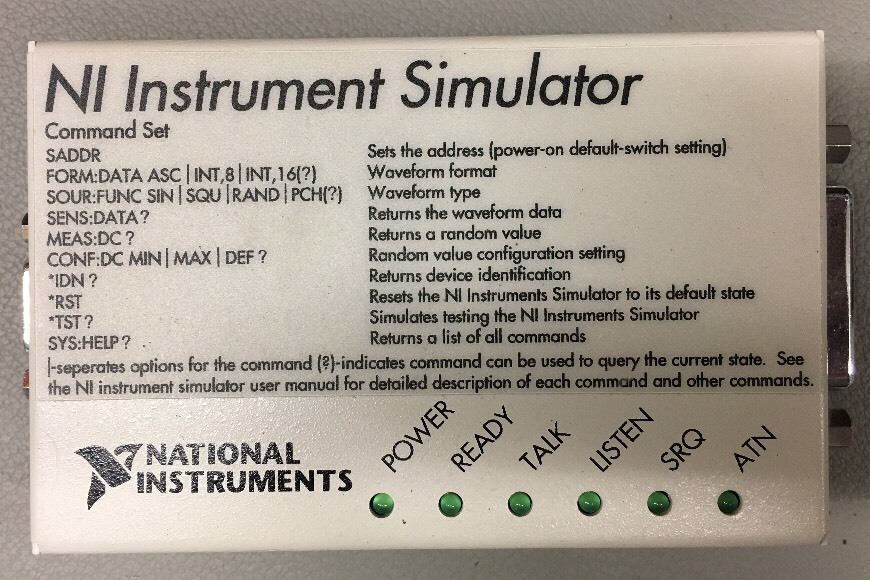 NI Instrument Simulator
Command Set
SADDR Sets the address (power-on default-switch setting)
FORM:DATA ASC | INT,8 | INT,16(?) Waveform format
SOUR:FUNC SIN | SQU | RAND | PCH(?) Waveform type
SENS:DATA? Returns the waveform data
MEAS:DC ? Returns a random value
CONF:DC MIN | MAX | DEF ? Random value configuration setting
*IDN ? Returns device identification
*RST Resets the NI Instruments Simulator to its default state
*TST ? Simulates testing the NI Instruments Simulator
SYS:HELP ? Returns a list of all commands
|-seperates options for the command (?)-indicates command can be used to query the current state. See
the NI instrument simulator user manual for detailed description of each command and other commands.
POWER READY TALK LISTEN SRQ ATN
NATIONAL
INSTRUMENTS